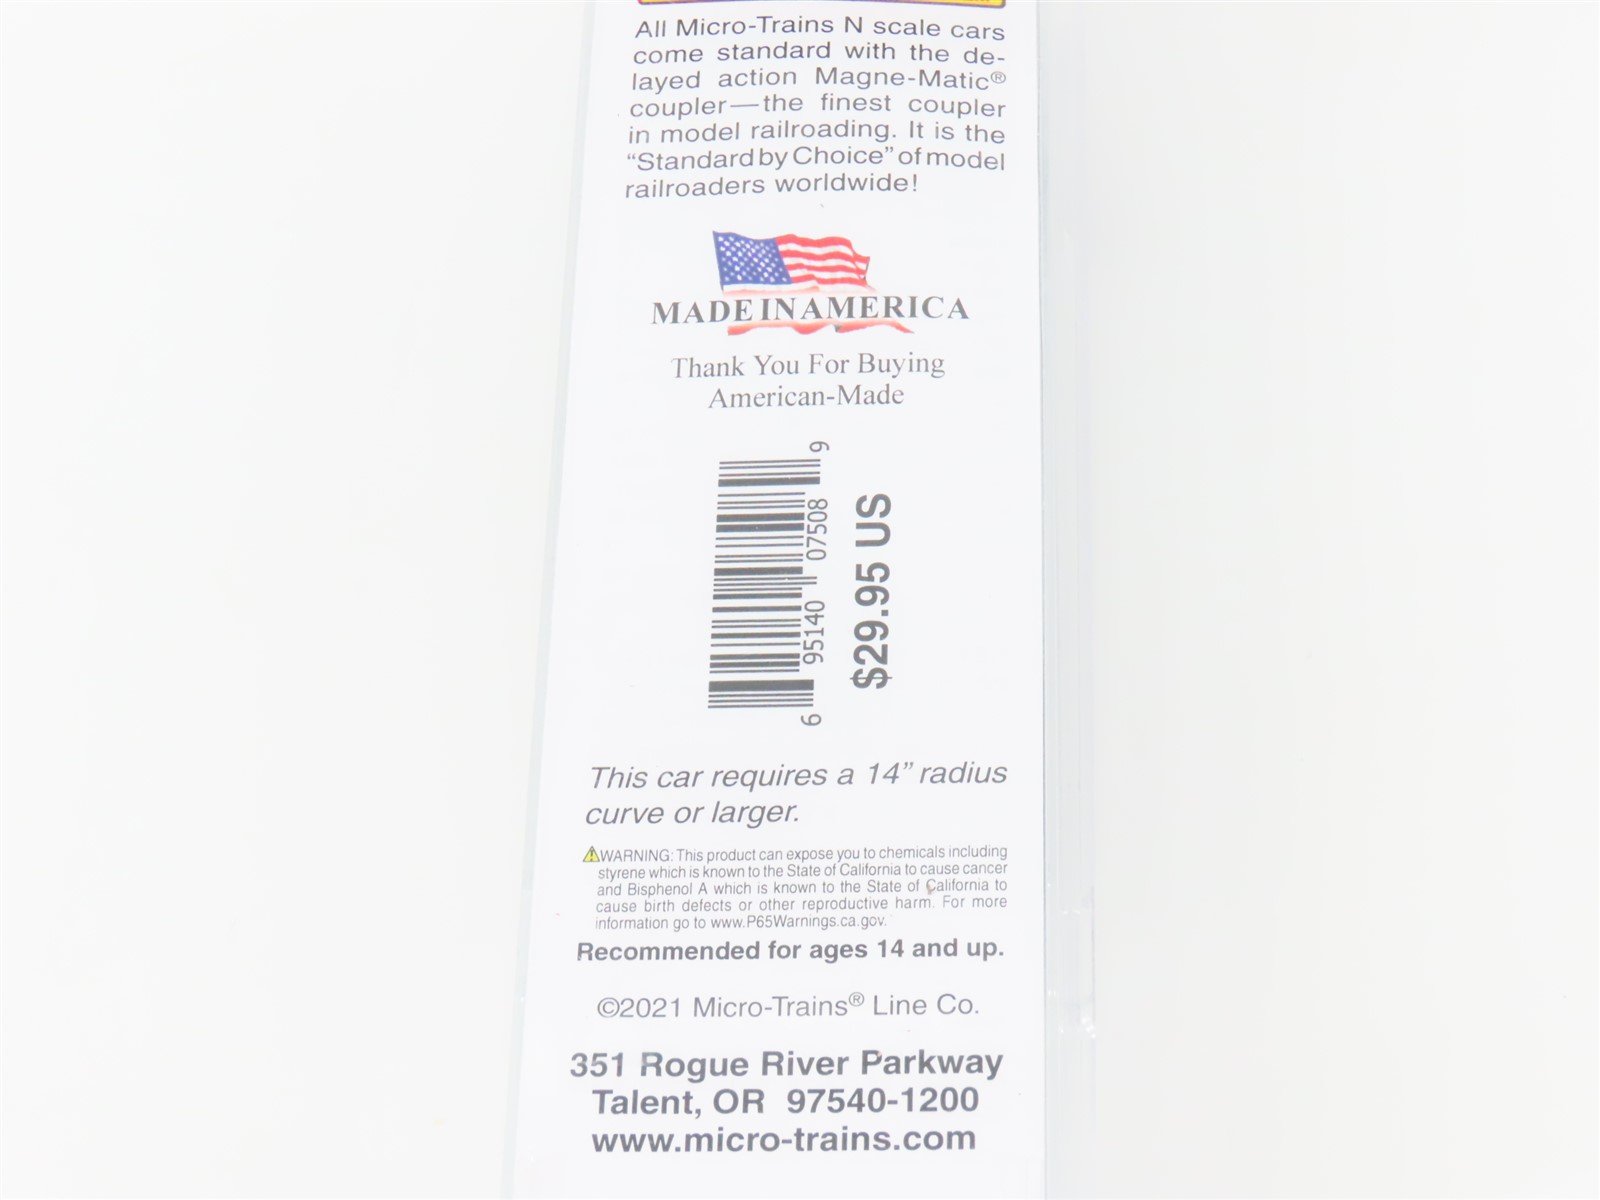 All Micro-Trains N scale cars
come standard with the de-
layed action Magne-Matic®
coupler—the finest coupler
in model railroading. It is the
“Standard by Choice” of model
railroaders worldwide!
MADE IN AMERICA
Thank You For Buying
American-Made
6 95140 07508 9
$29.95 US
This car requires a 14” radius
curve or larger.
WARNING: This product can expose you to chemicals including
styrene which is known to the State of California to cause cancer
and Bisphenol A which is known to the State of California to
cause birth defects or other reproductive harm. For more
information go to www.P65Warnings.ca.gov.
Recommended for ages 14 and up.
©2021 Micro-Trains® Line Co.
351 Rogue River Parkway
Talent, OR 97540-1200
www.micro-trains.com